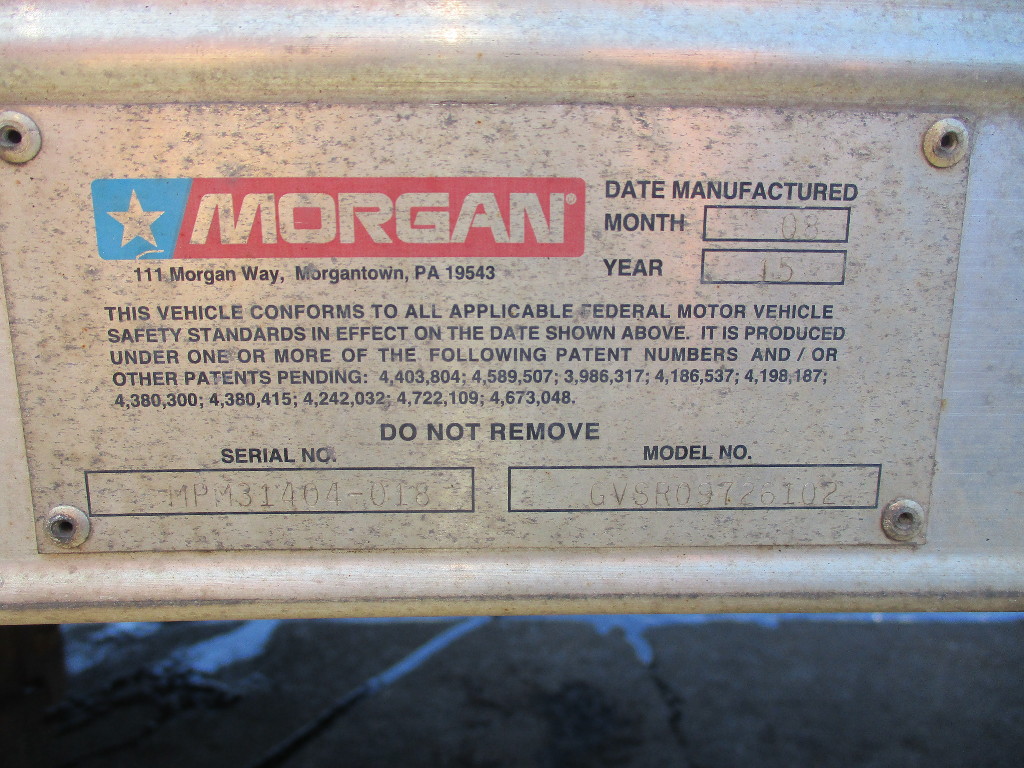 MORGAN®
111 Morgan Way, Morgantown, PA 19543
DATE MANUFACTURED
MONTH 08
YEAR 15
THIS VEHICLE CONFORMS TO ALL APPLICABLE FEDERAL MOTOR VEHICLE
SAFETY STANDARDS IN EFFECT ON THE DATE SHOWN ABOVE. IT IS PRODUCED
UNDER ONE OR MORE OF THE FOLLOWING PATENT NUMBERS AND / OR
OTHER PATENTS PENDING: 4,403,804; 4,589,507; 3,986,317; 4,186,537; 4,198,187;
4,380,300; 4,380,415; 4,242,032; 4,722,109; 4,673,048.
DO NOT REMOVE
SERIAL NO. MODEL NO.
MPM31404-018 GVSR09726102